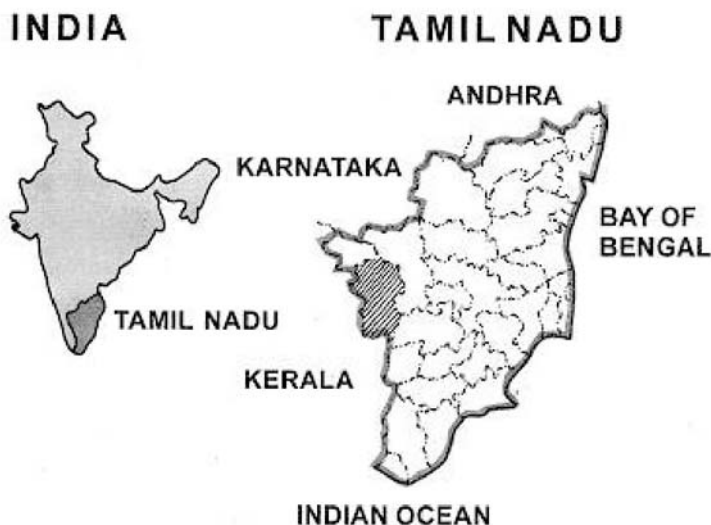 INDIA
TAMIL NADU
ANDHRA
KARNATAKA
BAY OF
BENGAL
TAMIL NADU
KERALA
INDIAN OCEAN